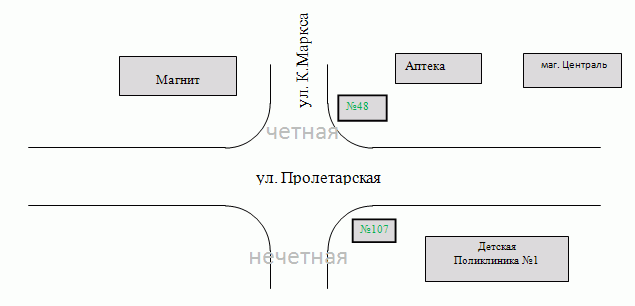 ул. К.Маркса
Магнит
Аптека
маг. Централь
№48
четная
ул. Пролетарская
№107
нечетная
Детская
Поликлиника №1